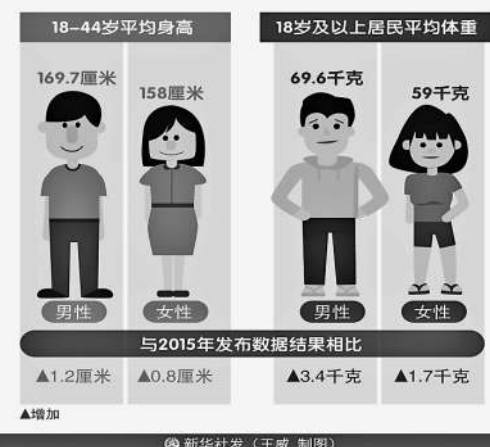 18-44岁平均身高
18岁及以上居民平均体重
169.7厘米
158厘米
69.6千克
59千克
男性
女性
男性
女性
与2015年发布数据结果相比
▲1.2厘米
▲0.8厘米
▲3.4千克
▲1.7千克
▲增加
新华社发（王威 制图）